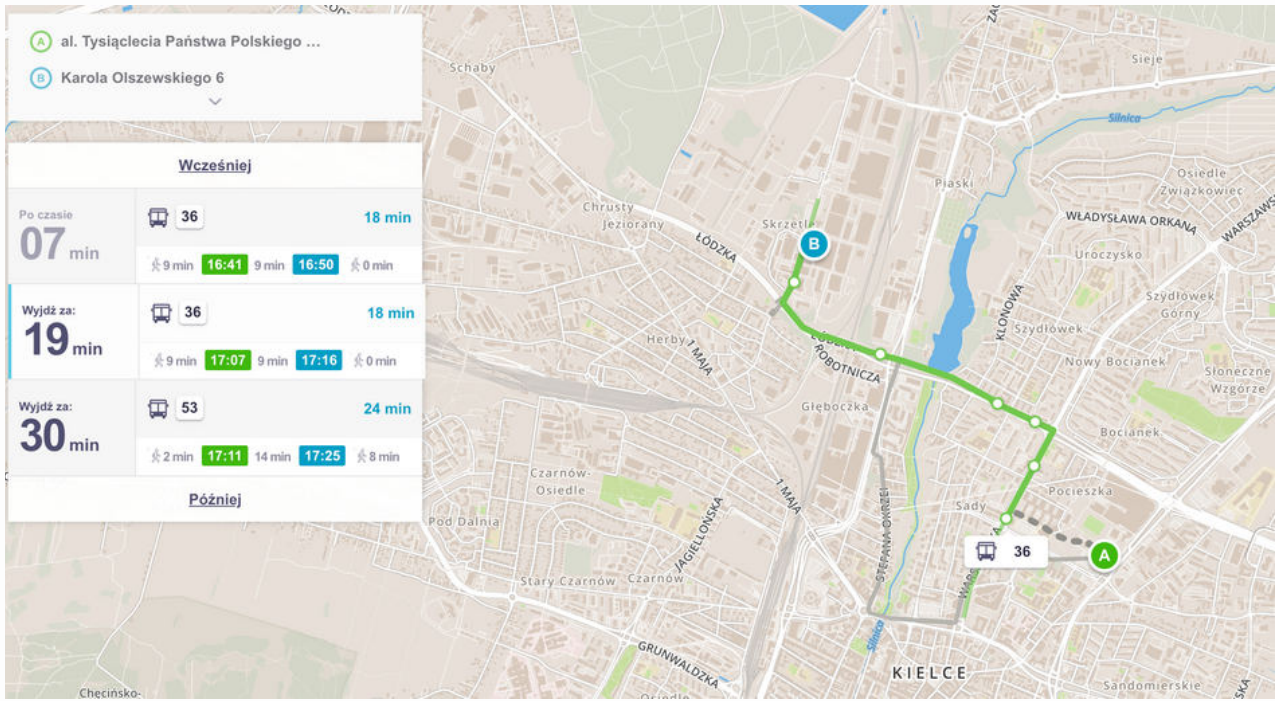 A al. Tysiąclecia Państwa Polskiego ...
B Karola Olszewskiego 6
Wcześniej
Po czasie
07 min
36
18 min
9 min 16:41 9 min 16:50 0 min
Wyjdź za:
19 min
36
18 min
9 min 17:07 9 min 17:16 0 min
Wyjdź za:
30 min
53
24 min
2 min 17:11 14 min 17:25 8 min
Później
Schaby
Sieje
Silnica
Piaski
Osiedle
Związkowiec
Chrusty
Jeziorany
Skrzetle
ŁÓDZKA
B
WŁADYSŁAWA ORKANA
WARSZAWS
Uroczysko
KLONOWA
Szydłówek
Górny
Szydłówek
Herby
1 MAJA
ROBOTNICZA
Nowy Bocianek
Słoneczne
Wzgórze
Głęboczka
Bocianek
Czarnów-
Osiedle
1 MAJA
Pocieszka
Sady
Pod Dalnią
JAGIELLOŃSKA
STEFANA OKRZEI
36
A
Stary Czarnów
Czarnów
Silnica
GRUNWALDZKA
KIELCE
Sandomierskie
Chęcińsko-